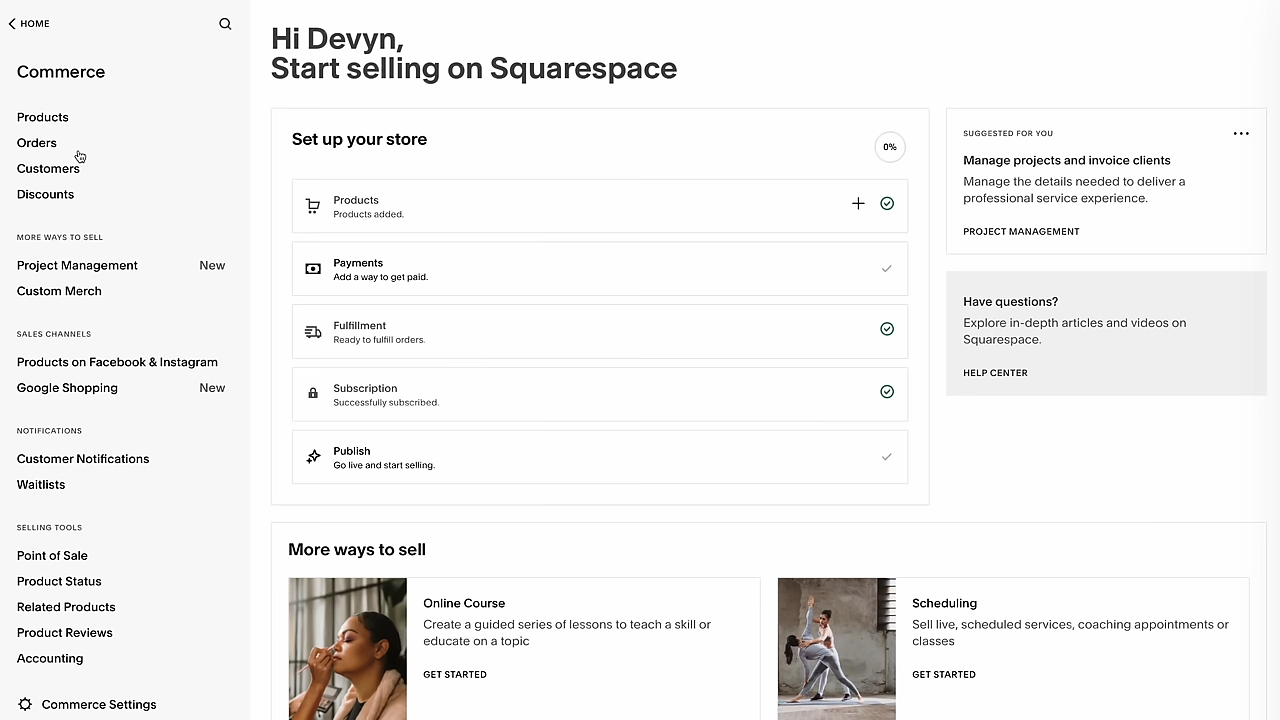 HOME
Commerce
Products
Orders
Customers
Discounts
MORE WAYS TO SELL
Project Management New
Custom Merch
SALES CHANNELS
Products on Facebook & Instagram
Google Shopping New
NOTIFICATIONS
Customer Notifications
Waitlists
SELLING TOOLS
Point of Sale
Product Status
Related Products
Product Reviews
Accounting
Commerce Settings
Hi Devyn,
Start selling on Squarespace
Set up your store
0%
Products
Products added.
Payments
Add a way to get paid.
Fulfillment
Ready to fulfill orders.
Subscription
Successfully subscribed.
Publish
Go live and start selling.
SUGGESTED FOR YOU
Manage projects and invoice clients
Manage the details needed to deliver a
professional service experience.
PROJECT MANAGEMENT
Have questions?
Explore in-depth articles and videos on
Squarespace.
HELP CENTER
More ways to sell
Online Course
Create a guided series of lessons to teach a skill or
educate on a topic
GET STARTED
Scheduling
Sell live, scheduled services, coaching appointments or
classes
GET STARTED